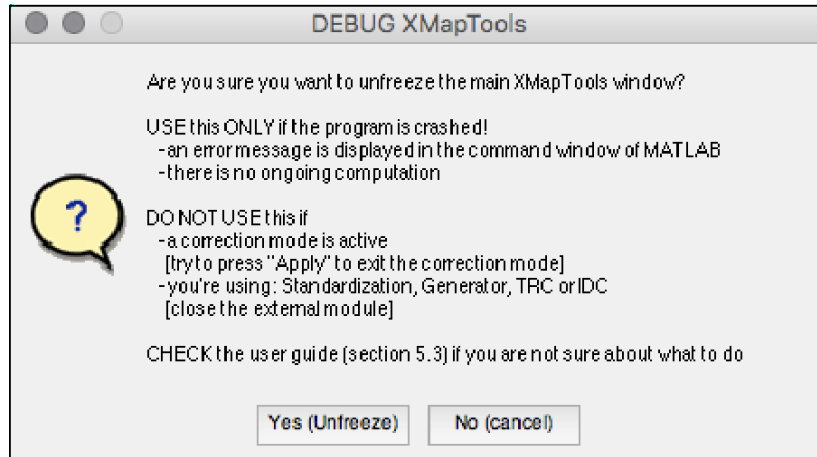 DEBUG XMapTools
Are you sure you want to unfreeze the main XMapTools window?
USE this ONLY if the program is crashed!
-an error message is displayed in the command window of MATLAB
-there is no ongoing computation
?
DO NOT USE this if
-a correction mode is active
[try to press "Apply" to exit the correction mode]
-you're using: Standardization, Generator, TRC or IDC
[close the external module]
CHECK the user guide (section 5.3) if you are not sure about what to do
Yes (Unfreeze)
No (cancel)